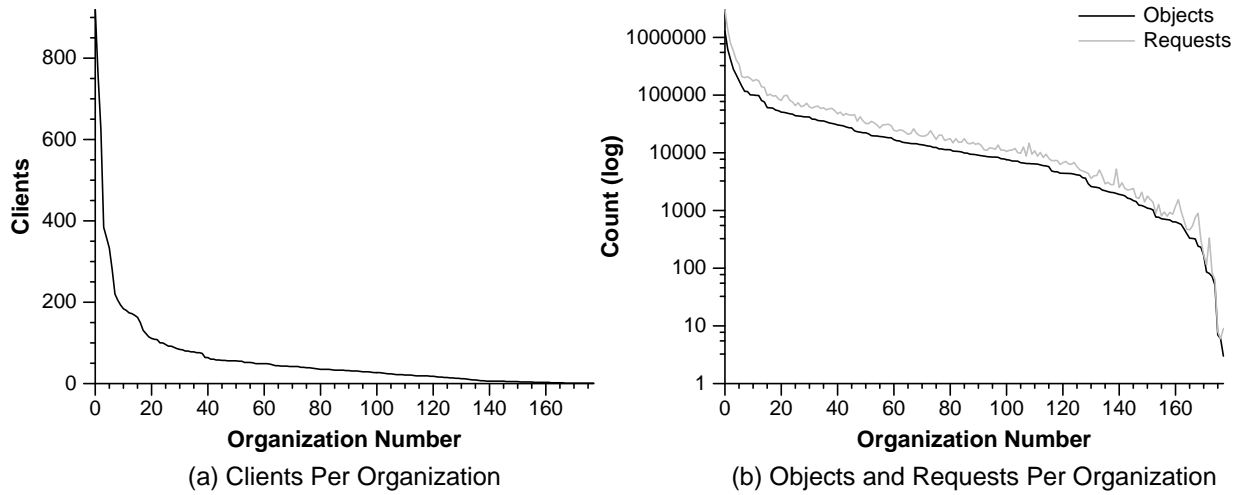 Clients
800
600
400
200
0
0 20 40 60 80 100 120 140 160
Organization Number
(a) Clients Per Organization
Objects
Requests
Count (log)
1000000
100000
10000
1000
100
10
1
0 20 40 60 80 100 120 140 160
Organization Number
(b) Objects and Requests Per Organization